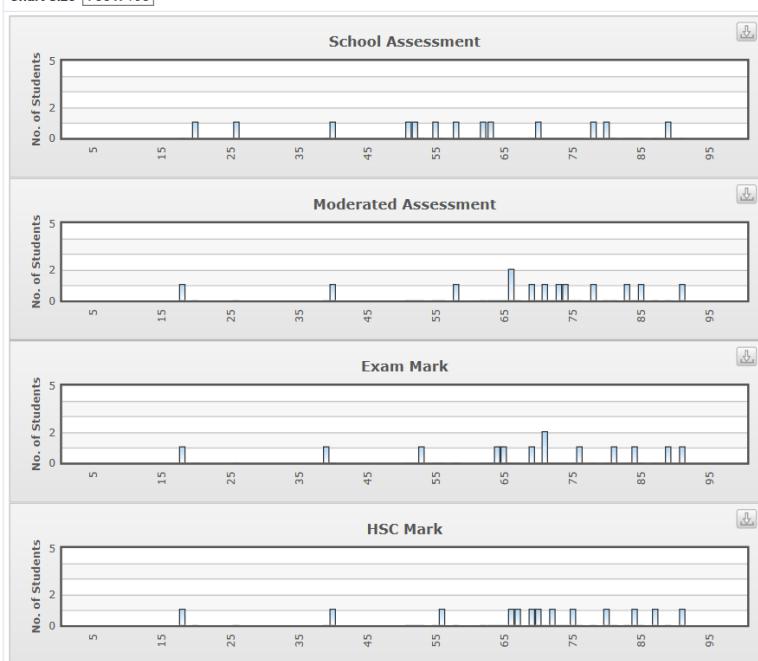 School Assessment
No. of Students
5
2
0
5 15 25 35 45 55 65 75 85 95
Moderated Assessment
No. of Students
5
2
0
5 15 25 35 45 55 65 75 85 95
Exam Mark
No. of Students
5
2
0
5 15 25 35 45 55 65 75 85 95
HSC Mark
No. of Students
5
2
0
5 15 25 35 45 55 65 75 85 95